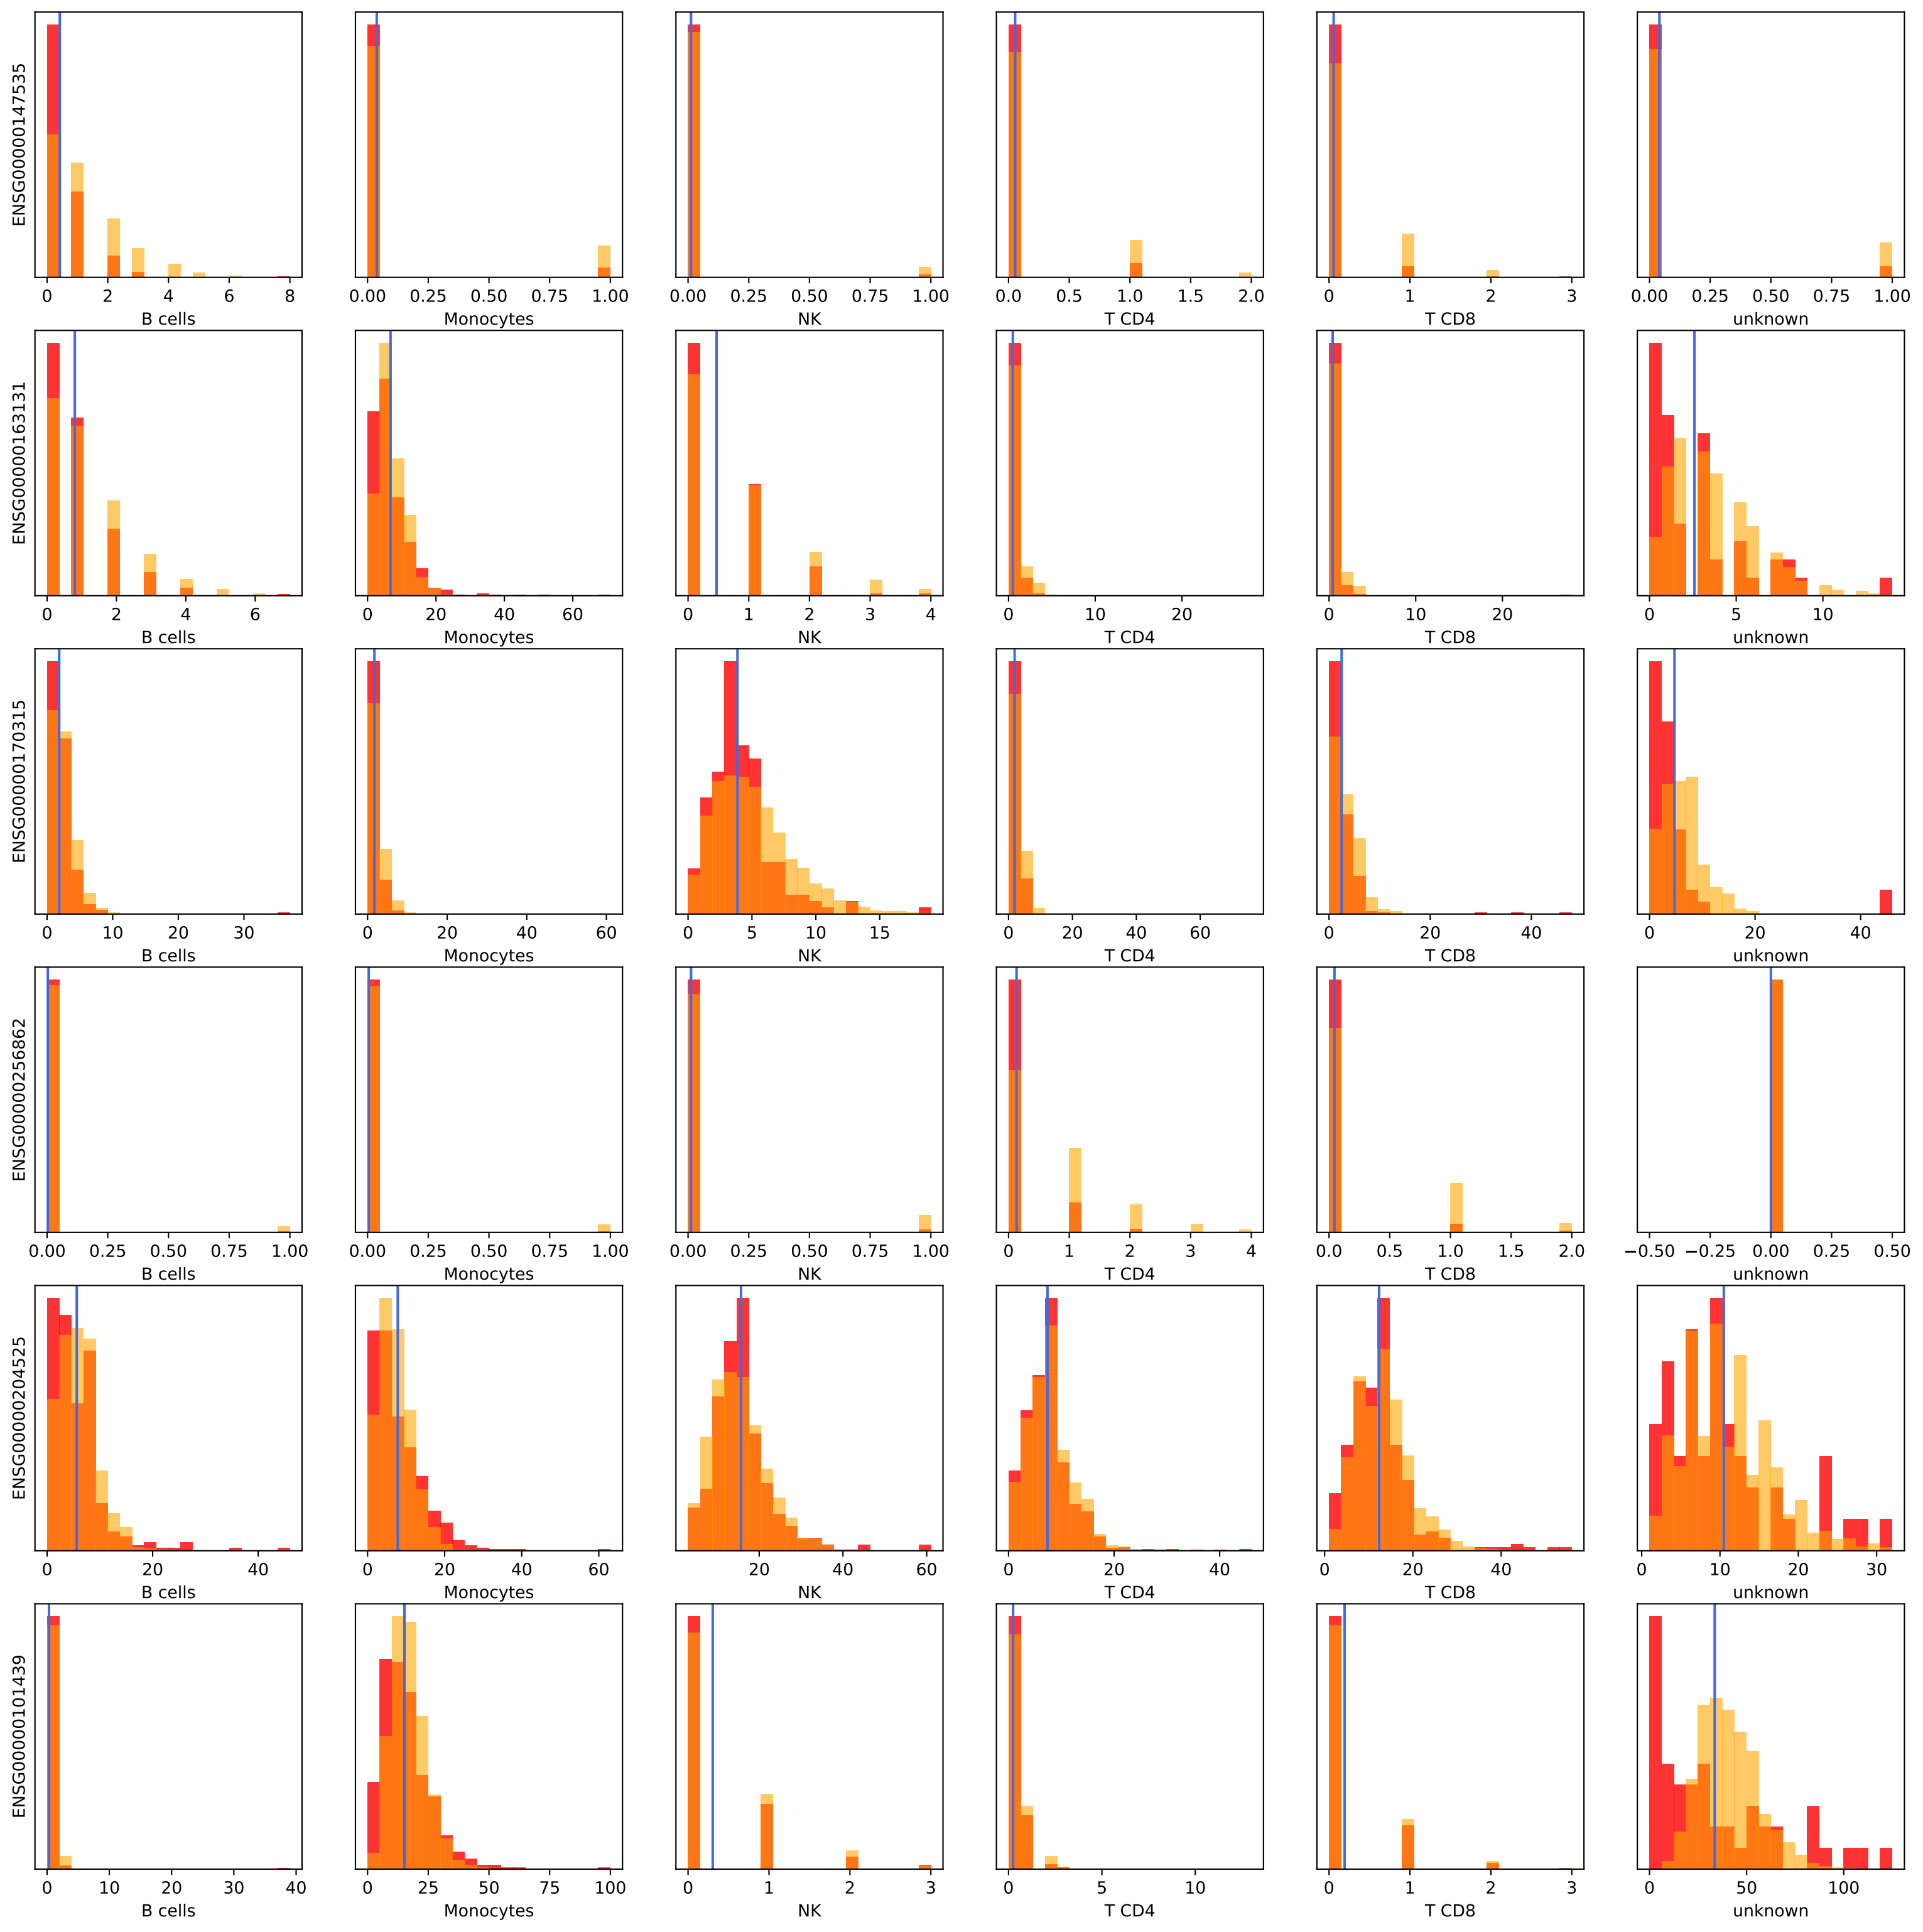 ENSG00000147535
0 2 4 6 8
B cells
0.00 0.25 0.50 0.75 1.00
Monocytes
0.00 0.25 0.50 0.75 1.00
NK
0.0 0.5 1.0 1.5 2.0
T CD4
0 1 2 3
T CD8
0.00 0.25 0.50 0.75 1.00
unknown
ENSG00000163131
0 2 4 6
B cells
0 20 40 60
Monocytes
0 1 2 3 4
NK
0 10 20
T CD4
0 10 20
T CD8
0 5 10
unknown
ENSG00000170315
0 10 20 30
B cells
0 20 40 60
Monocytes
0 5 10 15
NK
0 20 40 60
T CD4
0 20 40
T CD8
0 20 40
unknown
ENSG00000256862
0.00 0.25 0.50 0.75 1.00
B cells
0.00 0.25 0.50 0.75 1.00
Monocytes
0.00 0.25 0.50 0.75 1.00
NK
0 1 2 3 4
T CD4
0.0 0.5 1.0 1.5 2.0
T CD8
−0.50 −0.25 0.00 0.25 0.50
unknown
ENSG00000204525
0 20 40
B cells
0 20 40 60
Monocytes
20 40 60
NK
0 20 40
T CD4
0 20 40
T CD8
0 10 20 30
unknown
ENSG00000101439
0 10 20 30 40
B cells
0 25 50 75 100
Monocytes
0 1 2 3
NK
0 5 10
T CD4
0 1 2 3
T CD8
0 50 100
unknown